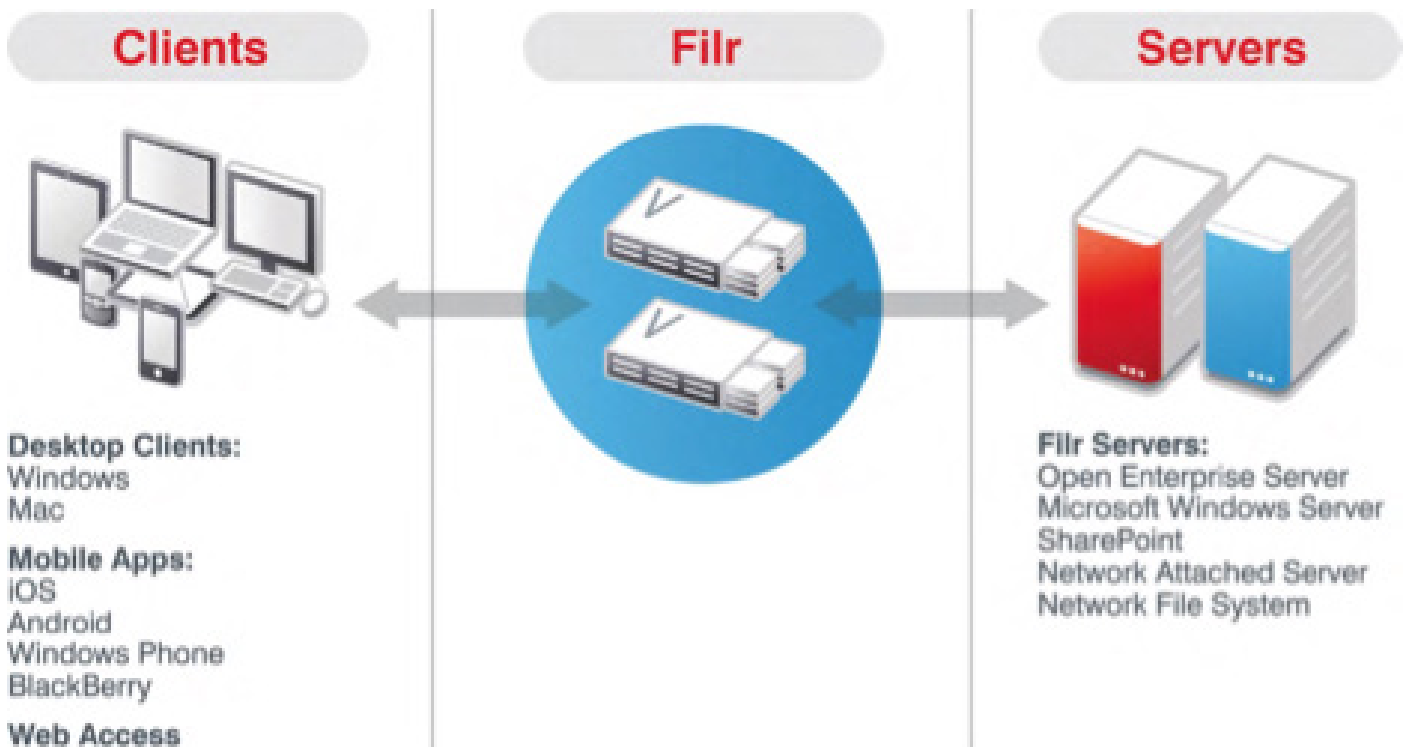 Clients
Filr
Servers
V
V
Desktop Clients:
Windows
Mac
Mobile Apps:
iOS
Android
Windows Phone
BlackBerry
Web Access
Filr Servers:
Open Enterprise Server
Microsoft Windows Server
SharePoint
Network Attached Server
Network File System